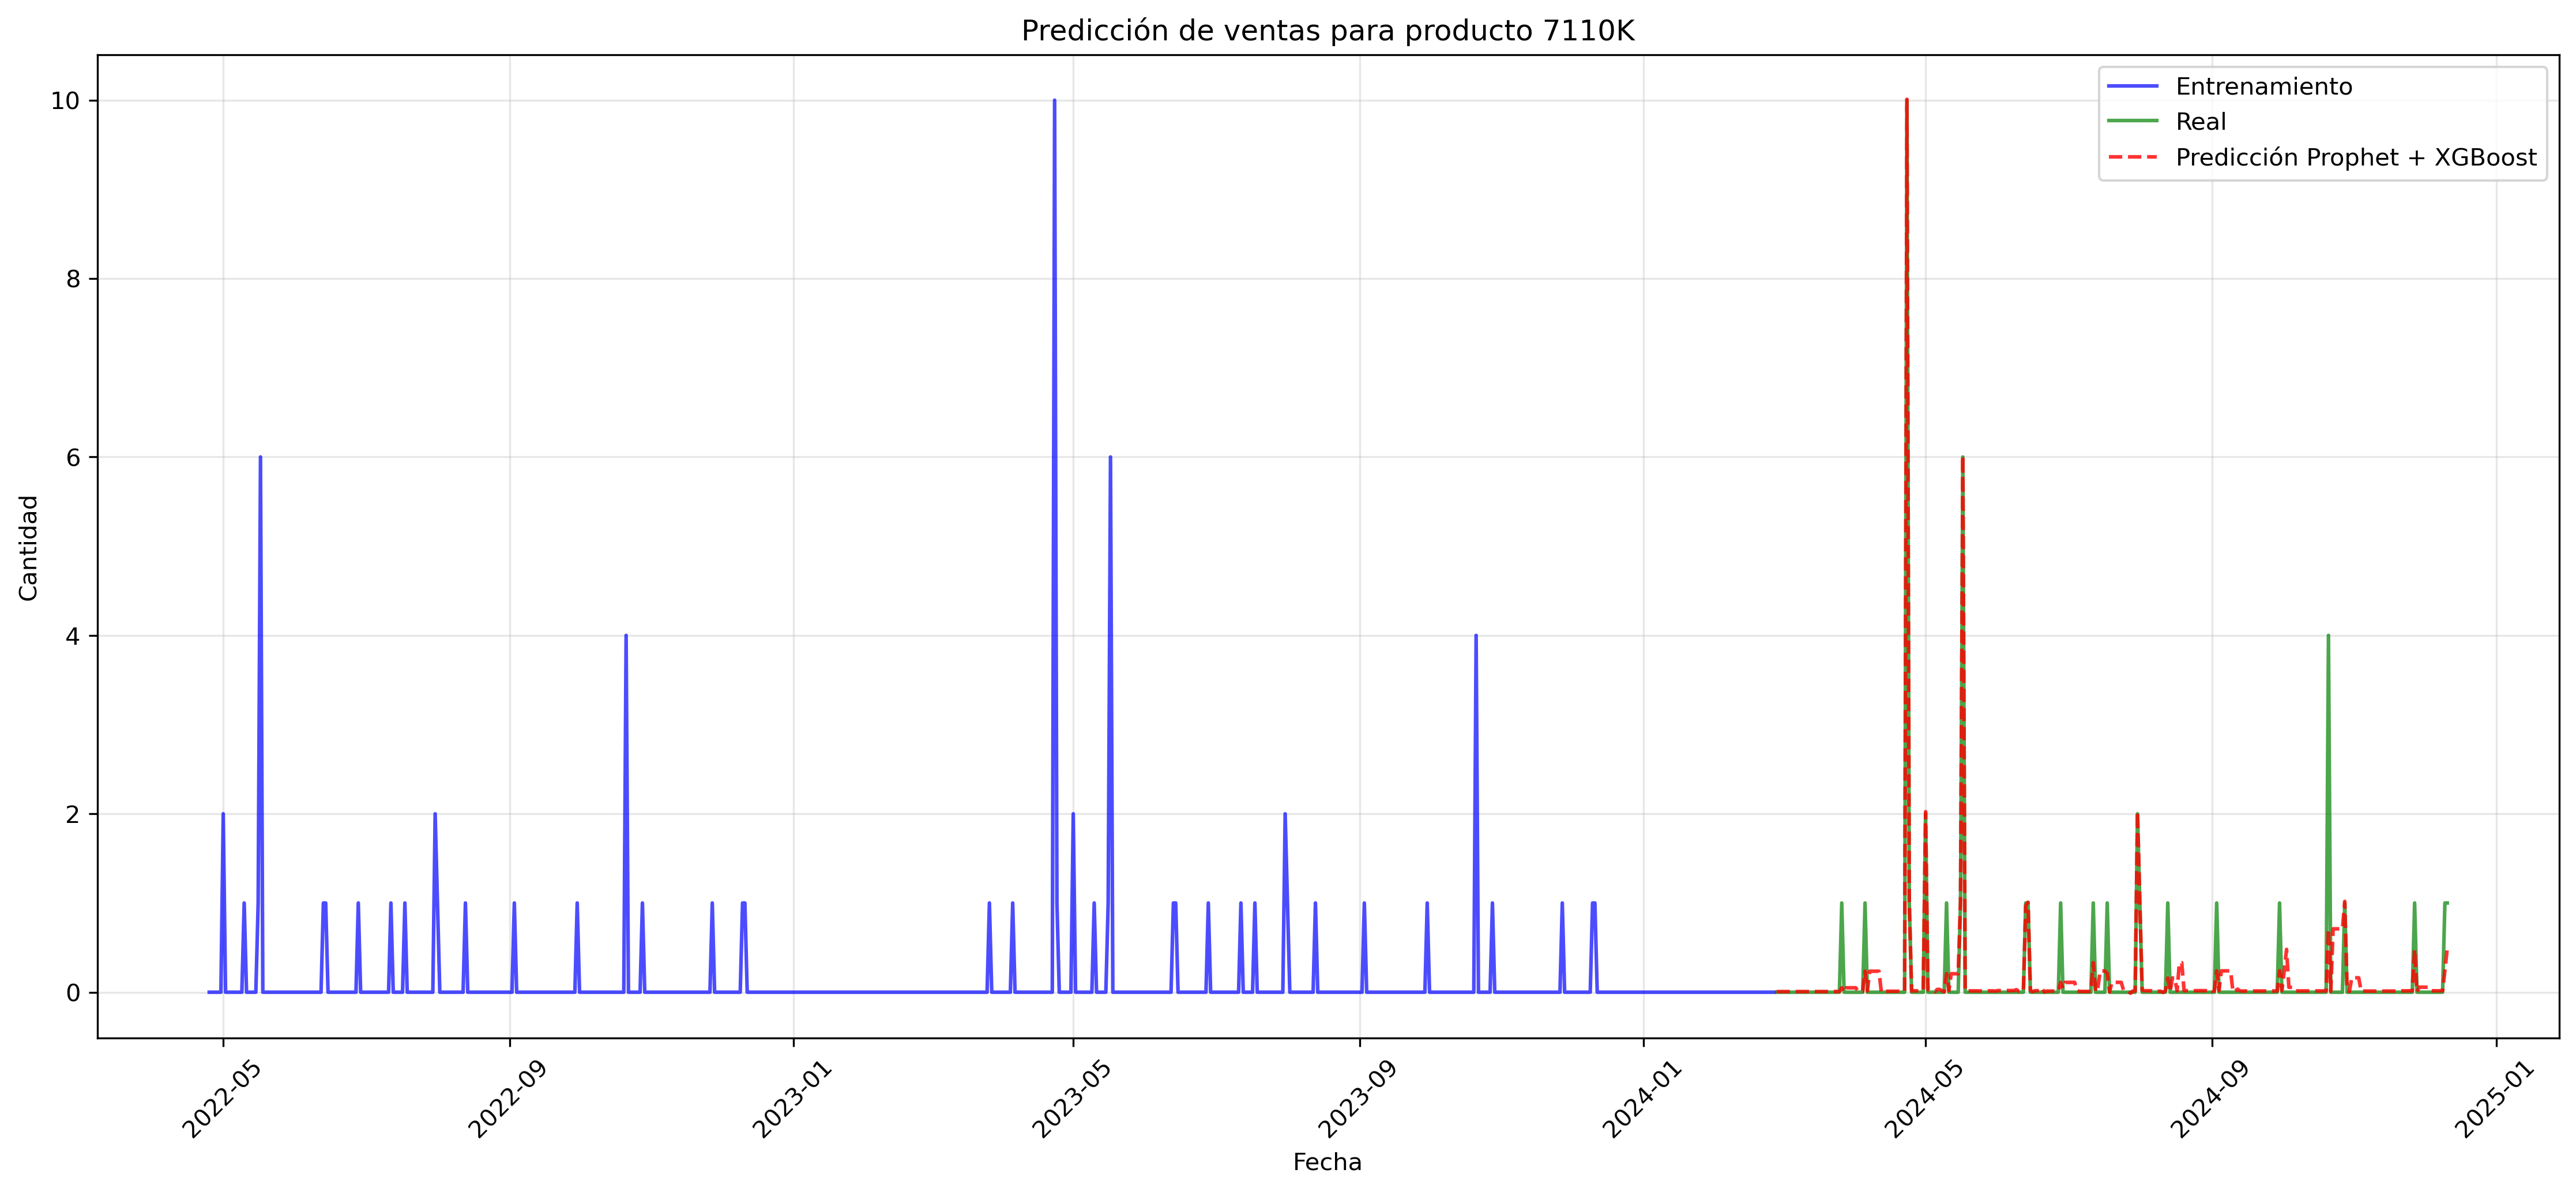 Predicción de ventas para producto 7110K
Entrenamiento
Real
Predicción Prophet + XGBoost
Cantidad
10
8
6
4
2
0
2022-05
2022-09
2023-01
2023-05
2023-09
2024-01
2024-05
2024-09
2025-01
Fecha